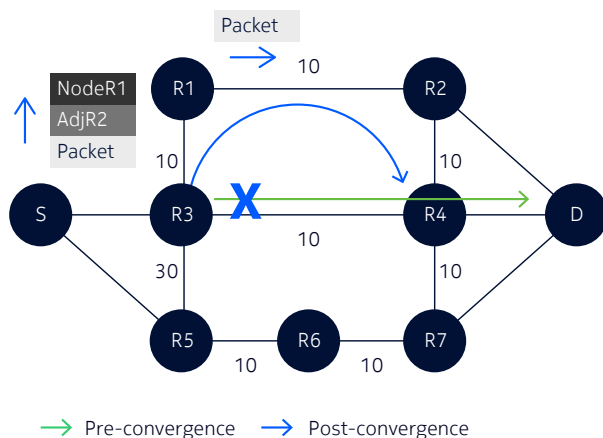 Packet
10
R1
R2
NodeR1
AdjR2
Packet
10
10
X
S
R3
R4
D
10
30
10
R5
R6
R7
10
10
Pre-convergence
Post-convergence